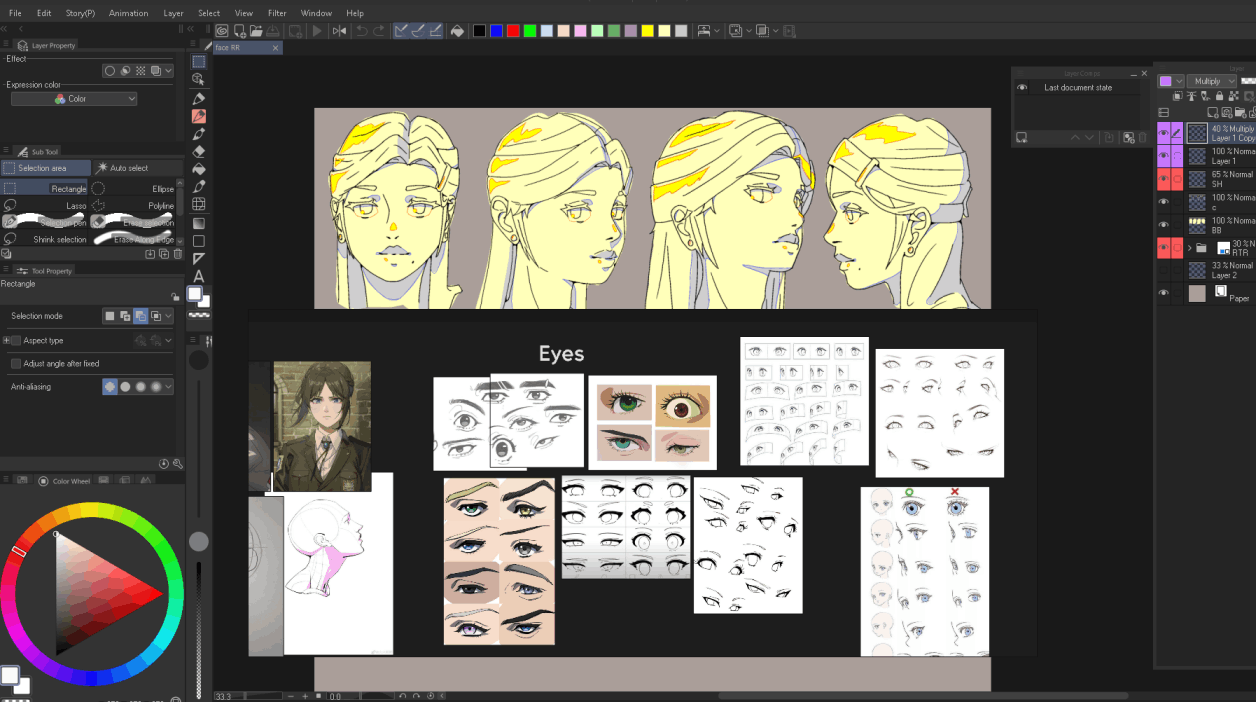 File Edit Story(P) Animation Layer Select View Filter Window Help
Layer Property
face RR
Effect
Expression color
Color
Sub Tool
Selection area Auto select
Rectangle Ellipse
Lasso Polyline
Selection pen Erase selection
Shrink selection Erase Along Edge
Tool Property
Rectangle
Selection mode
Aspect type
Adjust angle after fixed
Anti-aliasing
Color Wheel
33.3 0.0
Eyes
Layer Comps
Last document state
Layer
Multiply
40 % Multiply
Layer 1 Copy
100 % Norma
Layer 1
65 % Normal
SH
100 % Norma
c
100 % Norma
BB
30 % N
RTR
33 % Normal
Layer 2
Paper